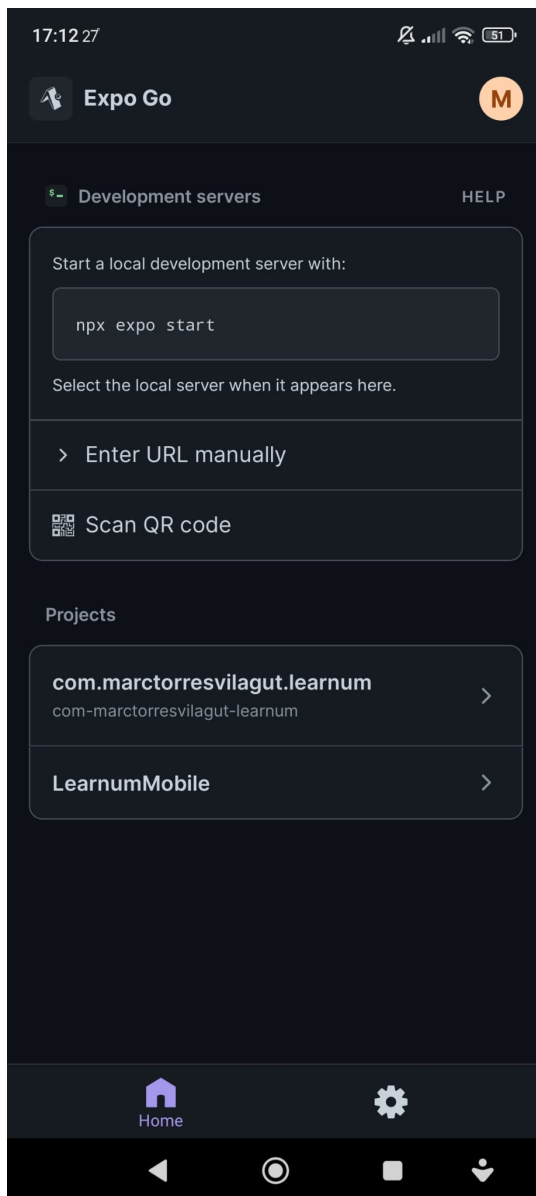 17:12 27
51
Expo Go
M
$ -
Development servers
HELP
Start a local development server with:
npx expo start
Select the local server when it appears here.
Enter URL manually
Scan QR code
Projects
com.marctorresvilagut.learnum
com-marctorresvilagut-learnum
LearnumMobile
Home